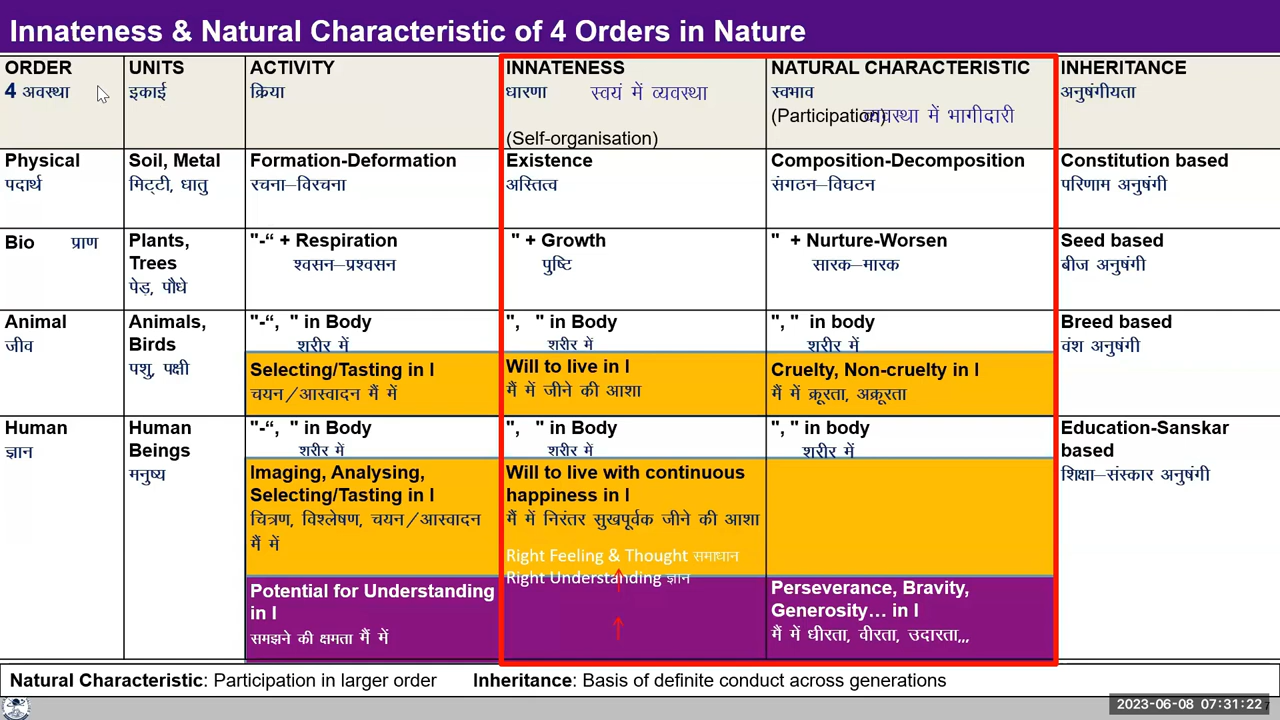 Innateness & Natural Characteristic of 4 Orders in Nature
ORDER
4 अवस्था
UNITS
इकाई
ACTIVITY
क्रिया
INNATENESS
धारणा स्वयं में व्यवस्था
(Self-organisation)
NATURAL CHARACTERISTIC
स्वभाव
(Participation) व्यवस्था में भागीदारी
INHERITANCE
अनुषंगीयता
Physical
पदार्थ
Soil, Metal
मिट्टी, धातु
Formation-Deformation
रचना–विरचना
Existence
अस्तित्व
Composition-Decomposition
संगठन–विघटन
Constitution based
परिणाम अनुषंगी
Bio प्राण
Plants,
Trees
पेड़, पौधे
"-“ + Respiration
श्वसन–प्रश्वसन
" + Growth
पुष्टि
" + Nurture-Worsen
सारक–मारक
Seed based
बीज अनुषंगी
Animal
जीव
Animals,
Birds
पशु, पक्षी
"-“, " in Body
शरीर में
Selecting/Tasting in I
चयन/आस्वादन मैं में
", " in Body
शरीर में
Will to live in I
मैं में जीने की आशा
", " in body
शरीर में
Cruelty, Non-cruelty in I
मैं में क्रूरता, अक्रूरता
Breed based
वंश अनुषंगी
Human
ज्ञान
Human
Beings
मनुष्य
"-“, " in Body
शरीर में
Imaging, Analysing,
Selecting/Tasting in I
चित्रण, विश्लेषण, चयन/आस्वादन
मैं में
Potential for Understanding
in I
समझने की क्षमता मैं में
", " in Body
शरीर में
Will to live with continuous
happiness in I
मैं में निरंतर सुखपूर्वक जीने की आशा
Right Feeling & Thought समाधान
Right Understanding ज्ञान
", " in body
शरीर में
Perseverance, Bravity,
Generosity… in I
मैं में धीरता, वीरता, उदारता,,,
Education-Sanskar
based
शिक्षा–संस्कार अनुषंगी
Natural Characteristic: Participation in larger order Inheritance: Basis of definite conduct across generations
2023-06-08 07:31:22
7